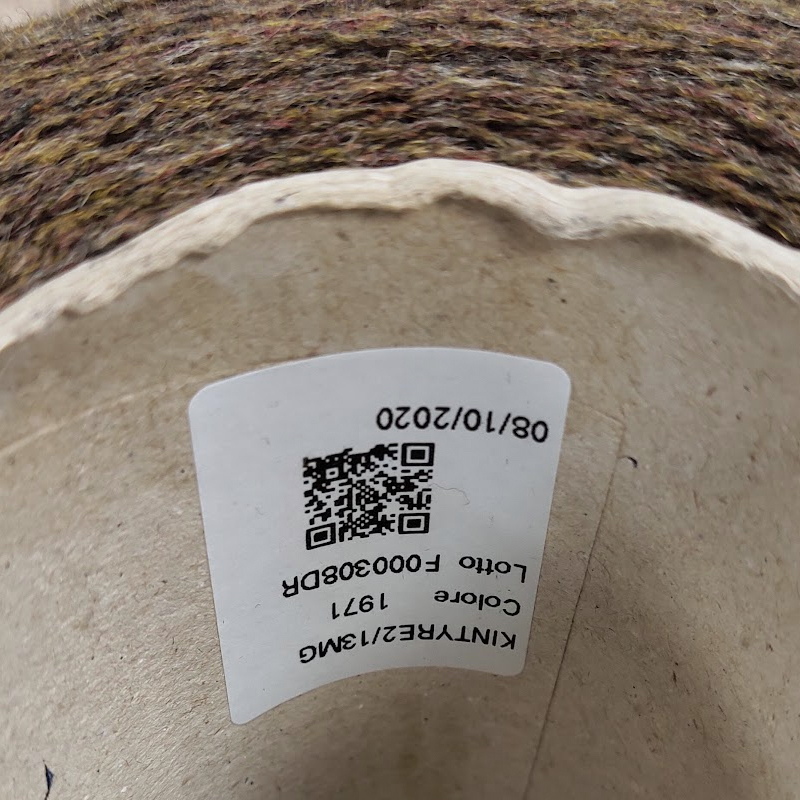 KINTYRE2/13MG
Colore 1971
Lotto F000308DR
08/10/2020